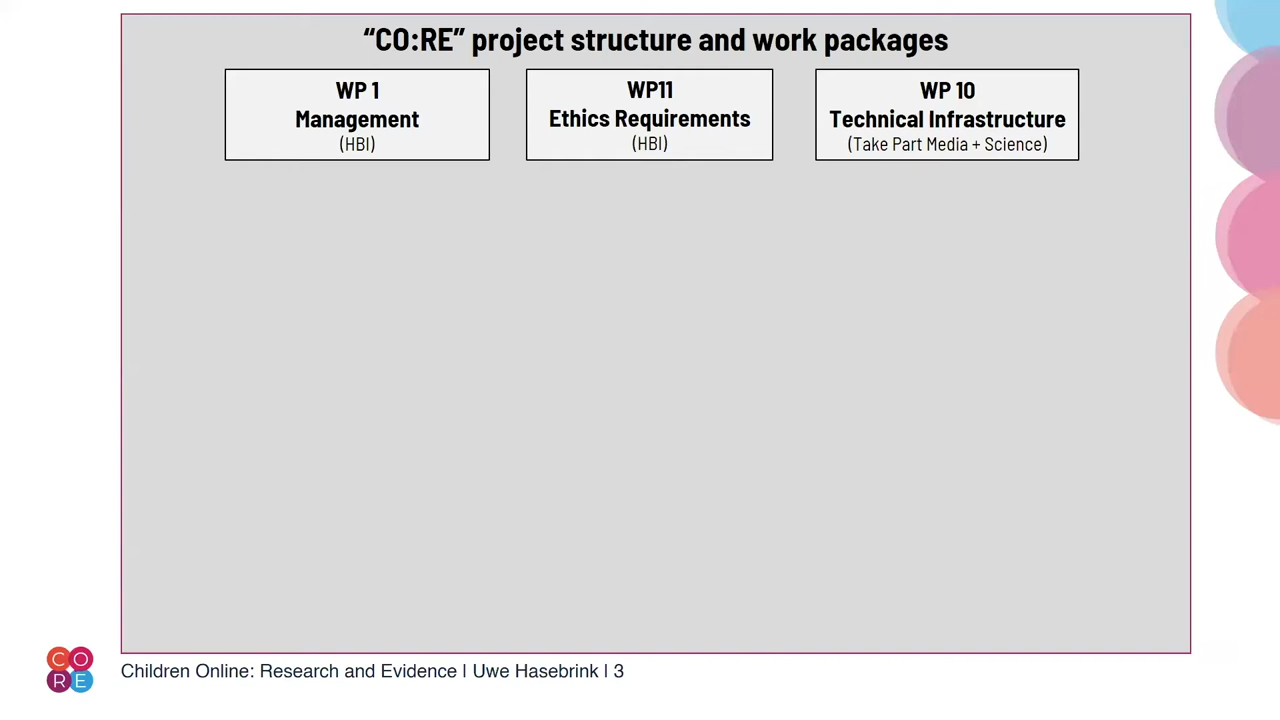 “CO:RE” project structure and work packages
WP 1
Management
(HBI)
WP11
Ethics Requirements
(HBI)
WP 10
Technical Infrastructure
(Take Part Media + Science)
CO
RE
Children Online: Research and Evidence | Uwe Hasebrink | 3